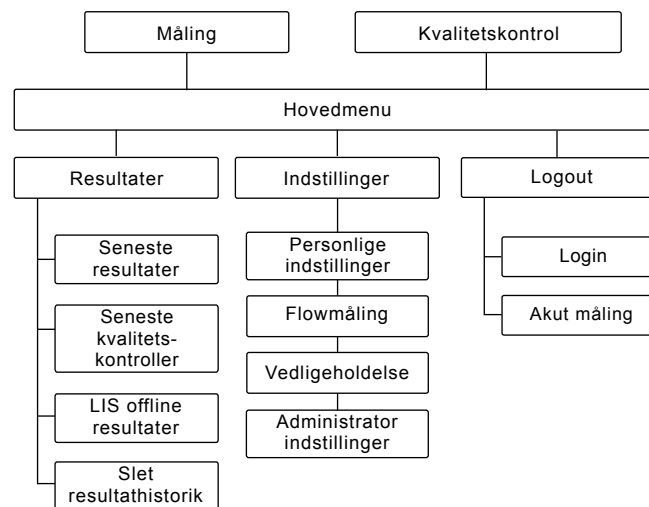 Måling
Kvalitetskontrol
Hovedmenu
Resultater
Indstillinger
Logout
Seneste
resultater
Seneste
kvalitets-
kontroller
LIS offline
resultater
Slet
resultathistorik
Personlige
indstillinger
Flowmåling
Vedligeholdelse
Administrator
indstillinger
Login
Akut måling